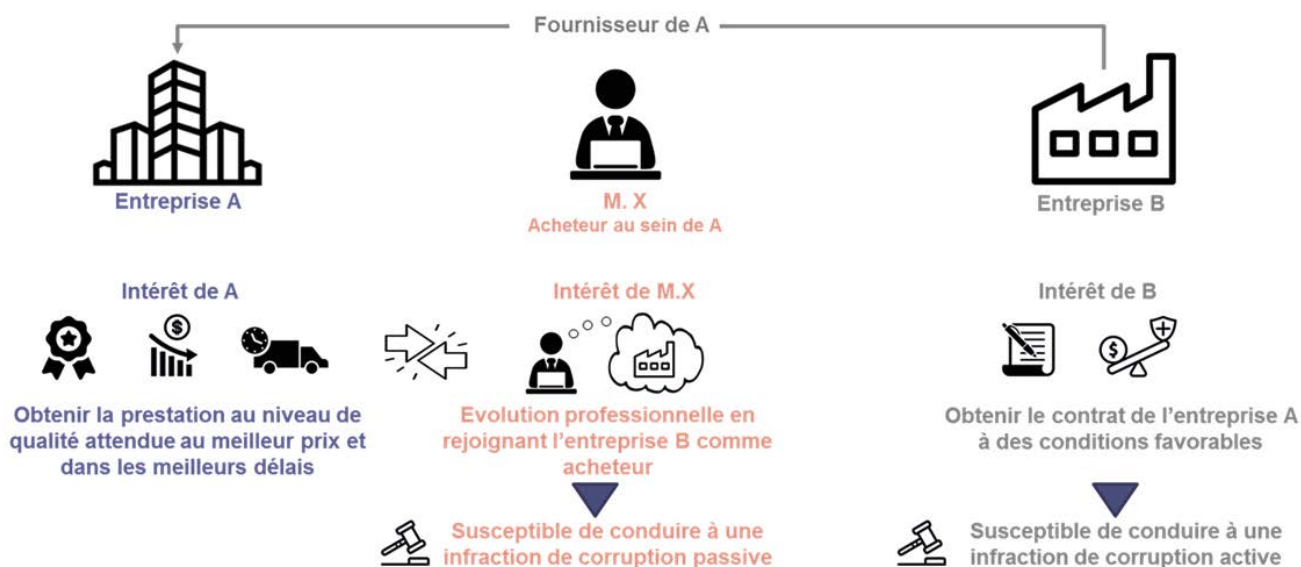 Fournisseur de A
Entreprise A
M. X
Acheteur au sein de A
Entreprise B
Intérêt de A
Obtenir la prestation au niveau de
qualité attendue au meilleur prix et
dans les meilleurs délais
Intérêt de M.X
Evolution professionnelle en
rejoignant l'entreprise B comme
acheteur
Susceptible de conduire à une
infraction de corruption passive
Intérêt de B
Obtenir le contrat de l'entreprise A
à des conditions favorables
Susceptible de conduire à une
infraction de corruption active